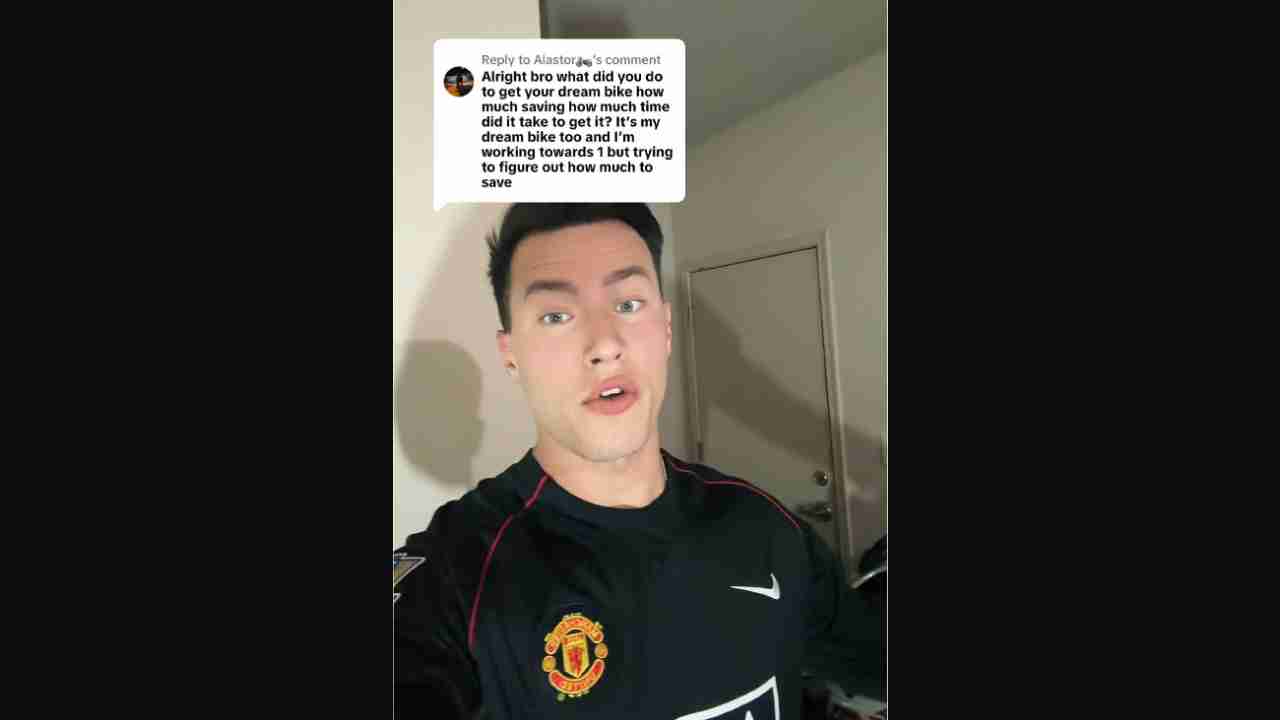 Reply to Alastor🏍️'s comment
Alright bro what did you do
to get your dream bike how
much saving how much time
did it take to get it? It's my
dream bike too and I'm
working towards 1 but trying
to figure out how much to
save